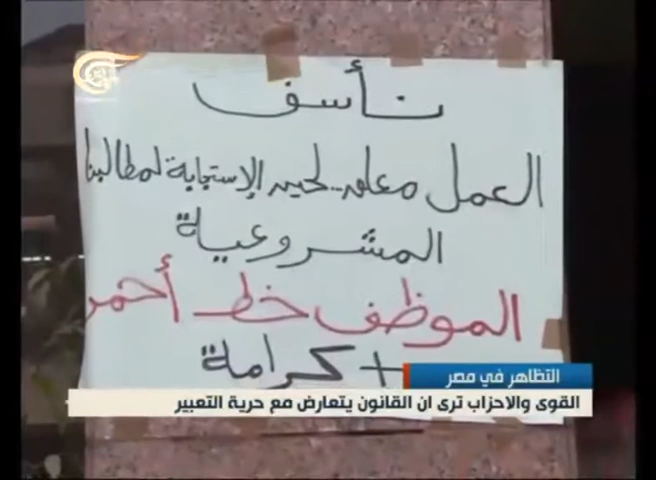 نأسف
العمل معلق.. لحين الإستجابة لمطالبنا
المشروعية
الموظف خط أحمر
+ كرامة
التظاهر في مصر
القوى والاحزاب ترى ان القانون يتعارض مع حرية التعبير